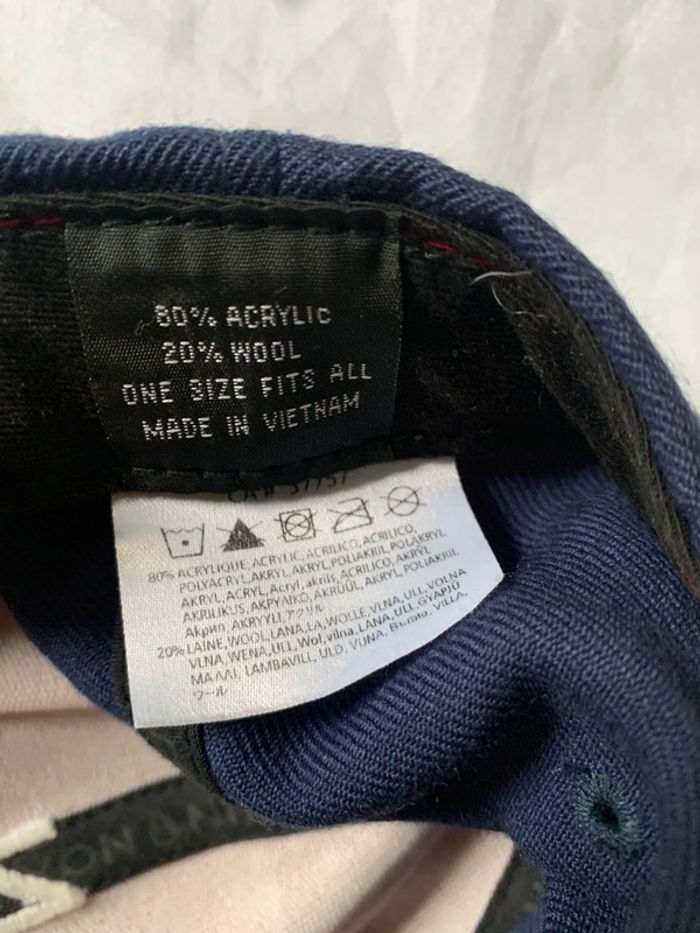 80% ACRYLIC
20% WOOL
ONE SIZE FITS ALL
MADE IN VIETNAM
80% ACRYLIQUE, ACRYLIC, ACRILICO, ACRILICO,
POLYACRYL, AKRYL, AKRYL, POLIAKRIL, POLAKRYL
AKRYL, ACRYL, Acryl, akrils, ACRILICO, AKRÝL
AKRILIKUS, AKPYΛIKO, AKRÜÜL, AKRYL, POLIAKRIL
Акрил, AKRYYLI, アクリル
20% LAINE, WOOL, LANA, LA, WOLLE, VLNA, ULL, VOLNA
VLNA, WENA, ULL, Wol, vilna, LANA, ULL, GYAPJÚ
MAΛΛI, LAMBAVILL, ULD, VUNA, Вълна, VILLA,
ウール